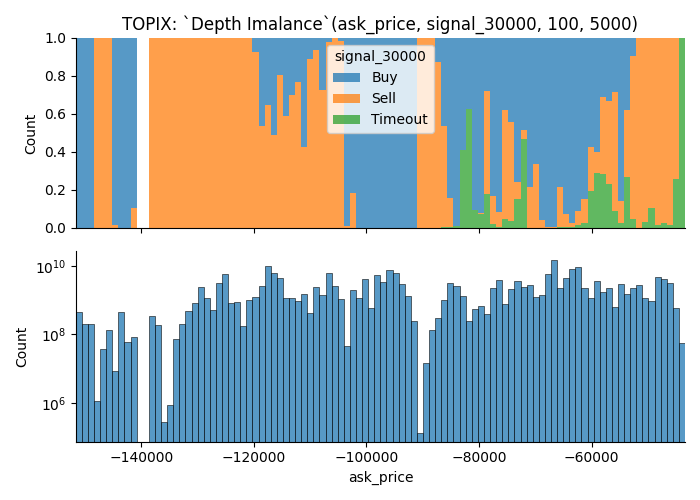 TOPIX: `Depth Imalance`(ask_price, signal_30000, 100, 5000)
1.0
0.8
0.6
0.4
0.2
0.0
Count
signal_30000
Buy
Sell
Timeout
10^10
10^8
10^6
Count
−140000 −120000 −100000 −80000 −60000
ask_price